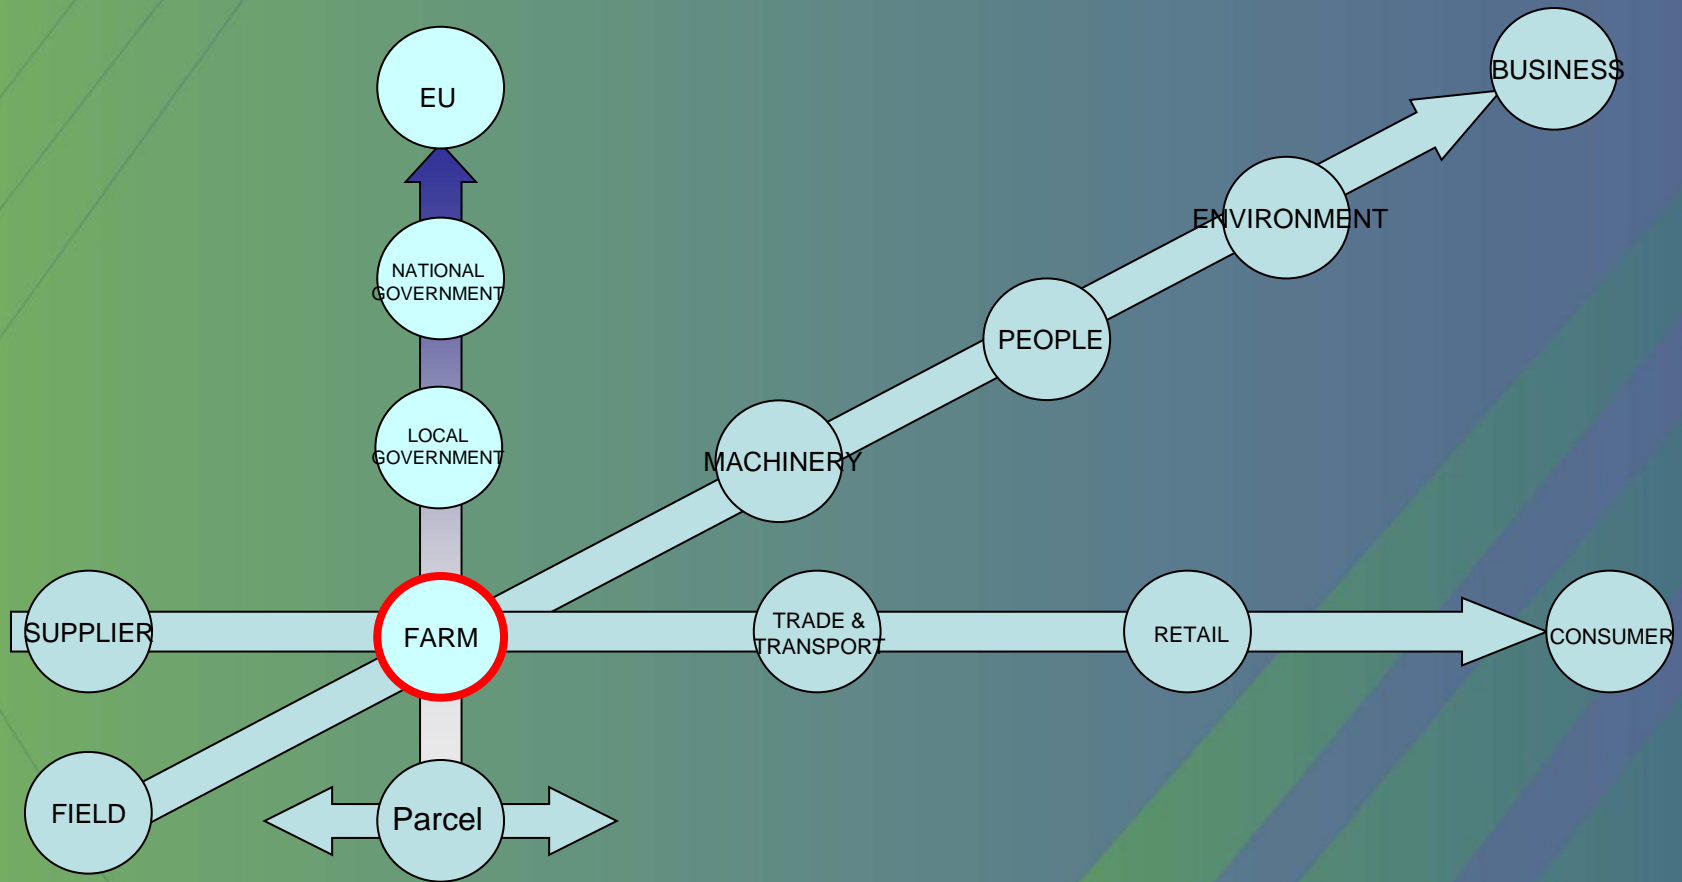 BUSINESS
EU
ENVIRONMENT
NATIONAL
GOVERNMENT
PEOPLE
LOCAL
GOVERNMENT
MACHINERY
SUPPLIER
FARM
TRADE &
TRANSPORT
RETAIL
CONSUMER
FIELD
Parcel